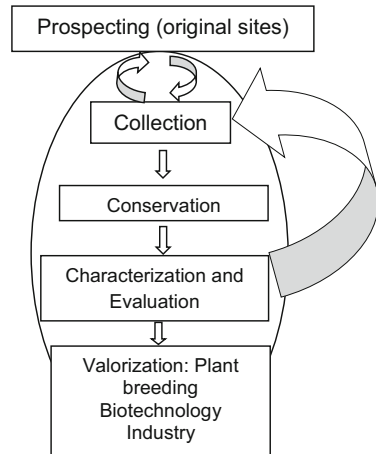 Prospecting (original sites)
Collection
Conservation
Characterization and
Evaluation
Valorization: Plant
breeding
Biotechnology
Industry